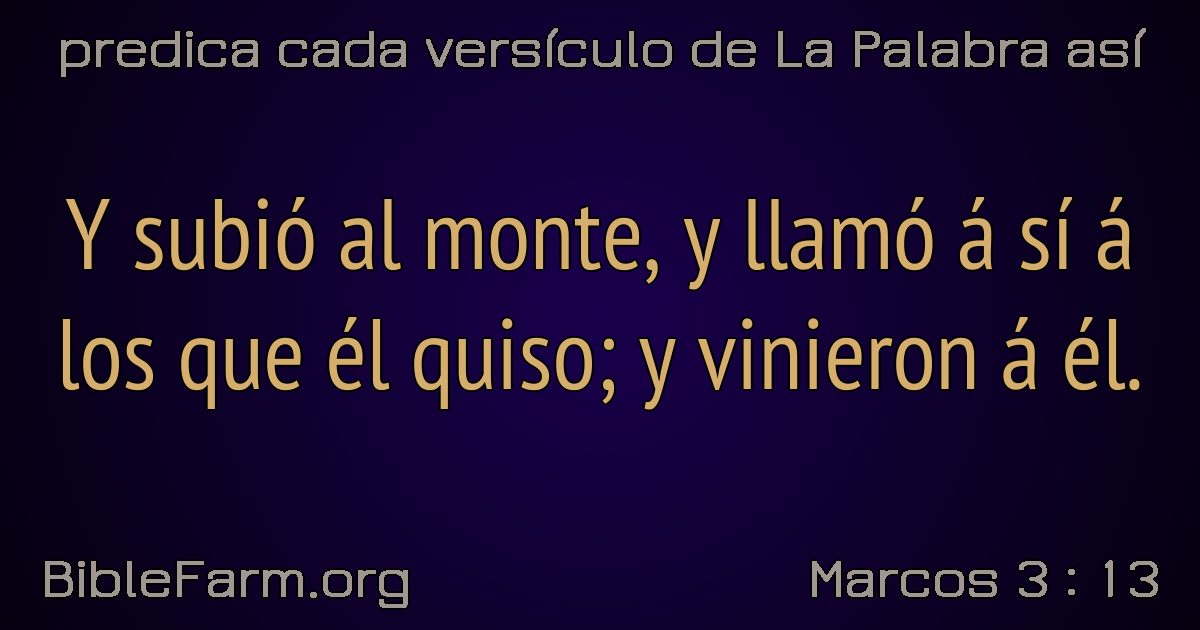 predica cada versículo de La Palabra así
Y subió al monte, y llamó á sí á
los que él quiso; y vinieron á él.
BibleFarm.org
Marcos 3 : 13